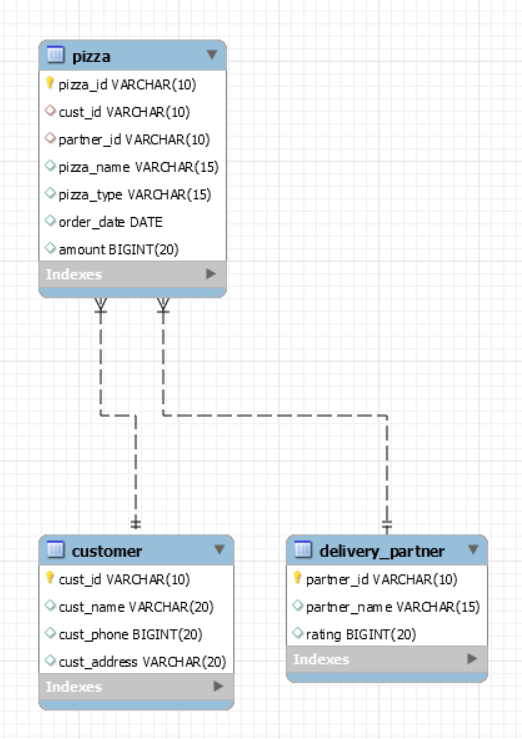 pizza
pizza_id VARCHAR(10)
cust_id VARCHAR(10)
partner_id VARCHAR(10)
pizza_name VARCHAR(15)
pizza_type VARCHAR(15)
order_date DATE
amount BIGINT(20)
Indexes
customer
cust_id VARCHAR(10)
cust_name VARCHAR(20)
cust_phone BIGINT(20)
cust_address VARCHAR(20)
Indexes
delivery_partner
partner_id VARCHAR(10)
partner_name VARCHAR(15)
rating BIGINT(20)
Indexes